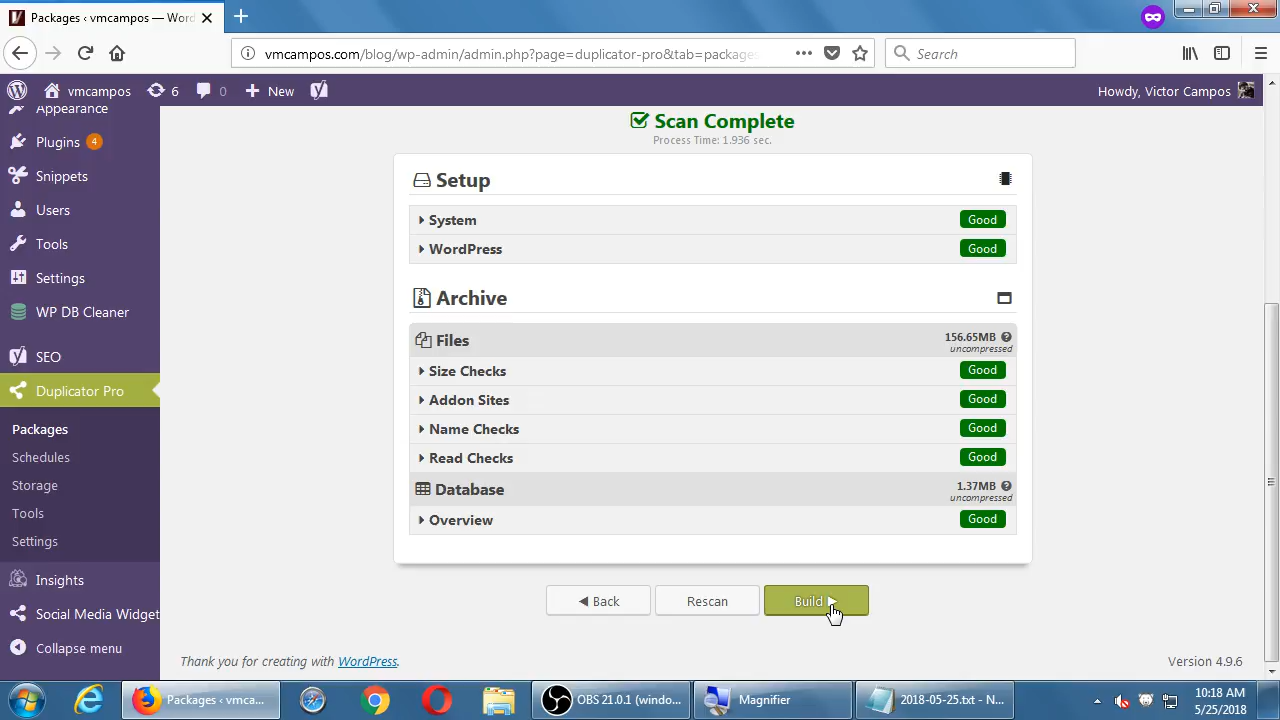 Packages ‹ vmcampos — Word
vmcampos.com/blog/wp-admin/admin.php?page=duplicator-pro&tab=package
Search
vmcampos
6
0
New
Howdy, Victor Campos
Appearance
Plugins 4
Snippets
Users
Tools
Settings
WP DB Cleaner
SEO
Duplicator Pro
Packages
Schedules
Storage
Tools
Settings
Insights
Social Media Widget
Collapse menu
Scan Complete
Process Time: 1.936 sec.
Setup
System Good
WordPress Good
Archive
Files 156.65MB
uncompressed
Size Checks Good
Addon Sites Good
Name Checks Good
Read Checks Good
Database 1.37MB
uncompressed
Overview Good
Back
Rescan
Build
Thank you for creating with WordPress.
Version 4.9.6
Packages ‹ vmca...
OBS 21.0.1 (windo...
Magnifier
2018-05-25.txt - N...
10:18 AM
5/25/2018